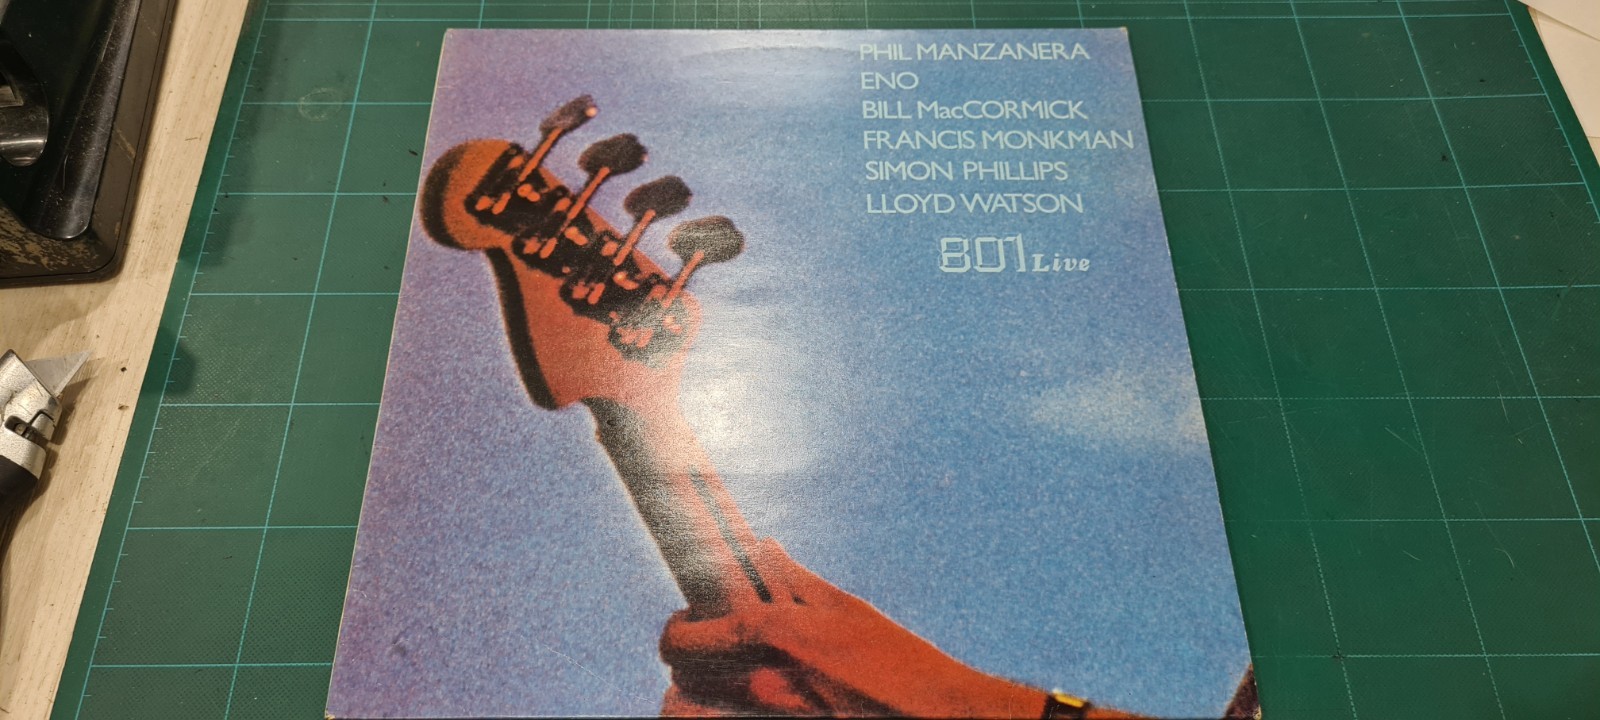 PHIL MANZANERA
ENO
BILL MacCORMICK
FRANCIS MONKMAN
SIMON PHILLIPS
LLOYD WATSON
801 Live